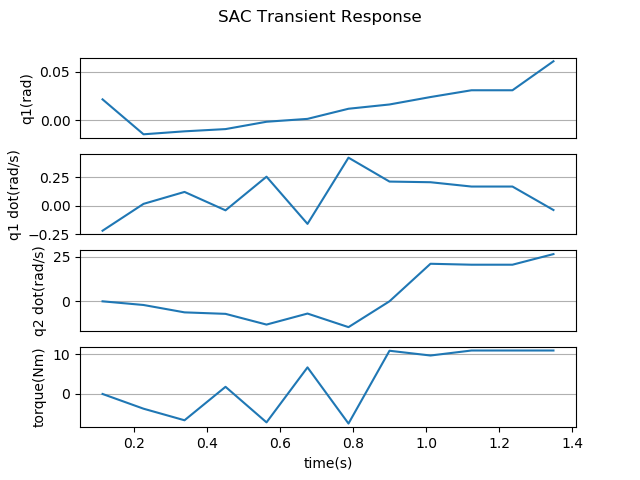 SAC Transient Response
0.05
0.00
q1(rad)
0.25
0.00
−0.25
q1 dot(rad/s)
25
0
q2 dot(rad/s)
10
0
torque(Nm)
0.2 0.4 0.6 0.8 1.0 1.2 1.4
time(s)